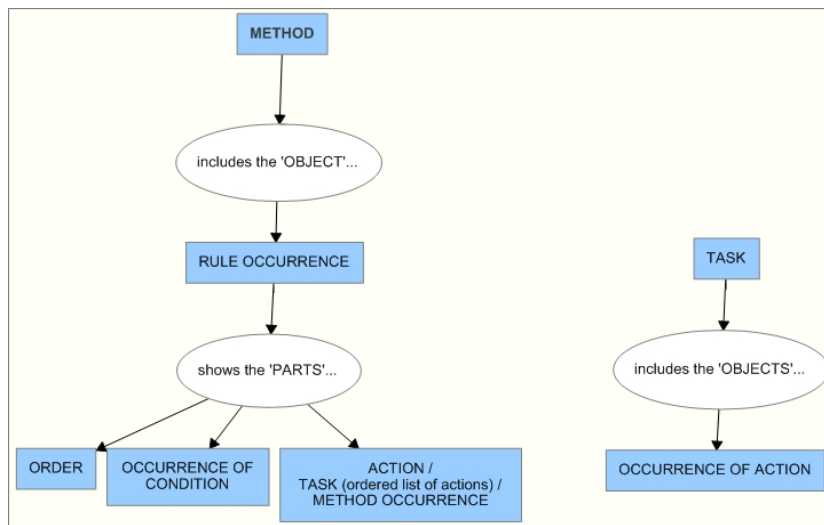 METHOD
includes the 'OBJECT'...
RULE OCCURRENCE
shows the 'PARTS'...
ORDER
OCCURRENCE OF
CONDITION
ACTION /
TASK (ordered list of actions) /
METHOD OCCURRENCE
TASK
includes the 'OBJECTS'...
OCCURRENCE OF ACTION